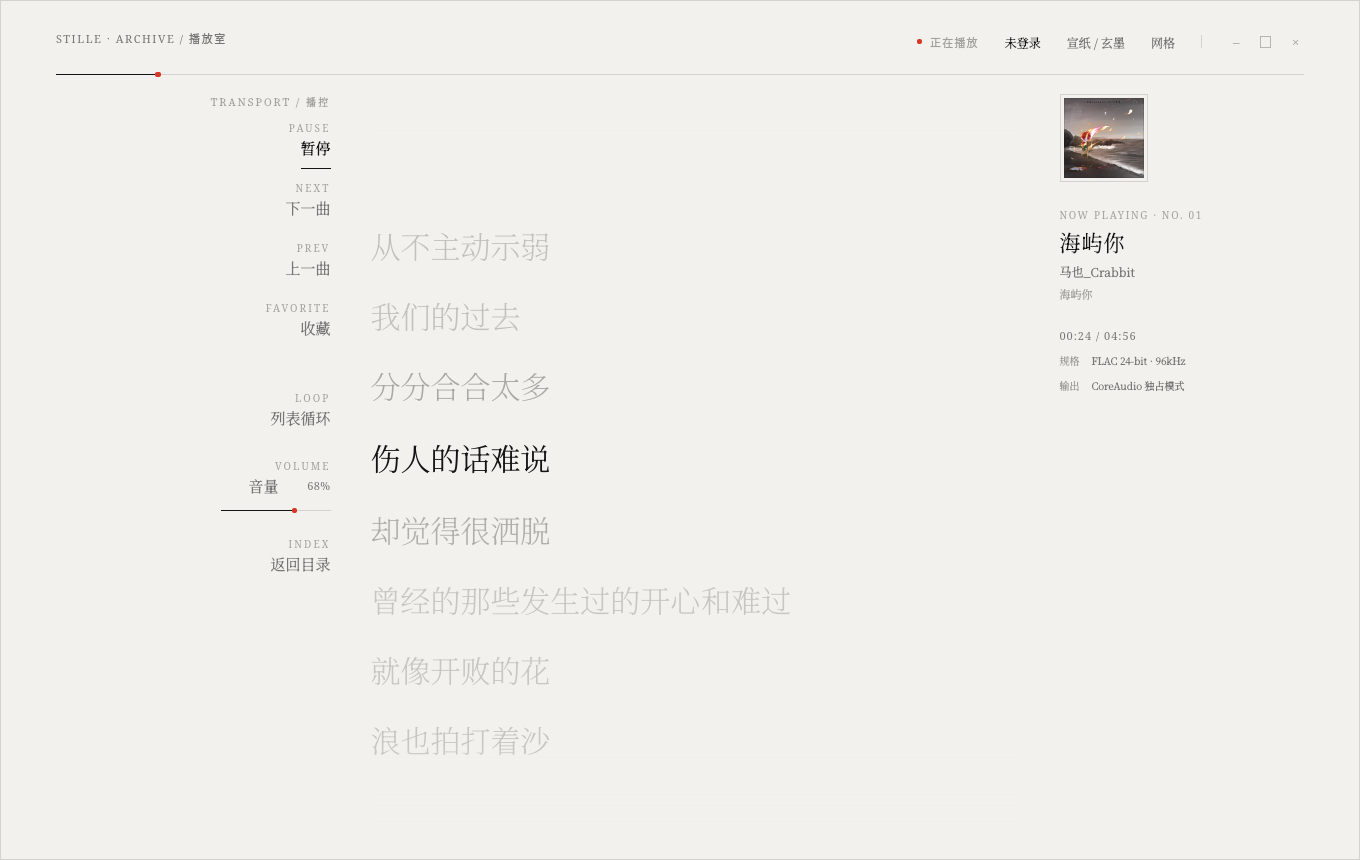 STILLE · ARCHIVE / 播放室
正在播放 未登录 宣纸 / 玄墨 网格
TRANSPORT / 播控
PAUSE
暂停
NEXT
下一曲
PREV
上一曲
FAVORITE
收藏
LOOP
列表循环
VOLUME
音量 68%
INDEX
返回目录
从不主动示弱
我们的过去
分分合合太多
伤人的话难说
却觉得很洒脱
曾经的那些发生过的开心和难过
就像开败的花
浪也拍打着沙
NOW PLAYING · NO. 01
海屿你
马也_Crabbit
海屿你
00:24 / 04:56
规格 FLAC 24-bit · 96kHz
输出 CoreAudio 独占模式